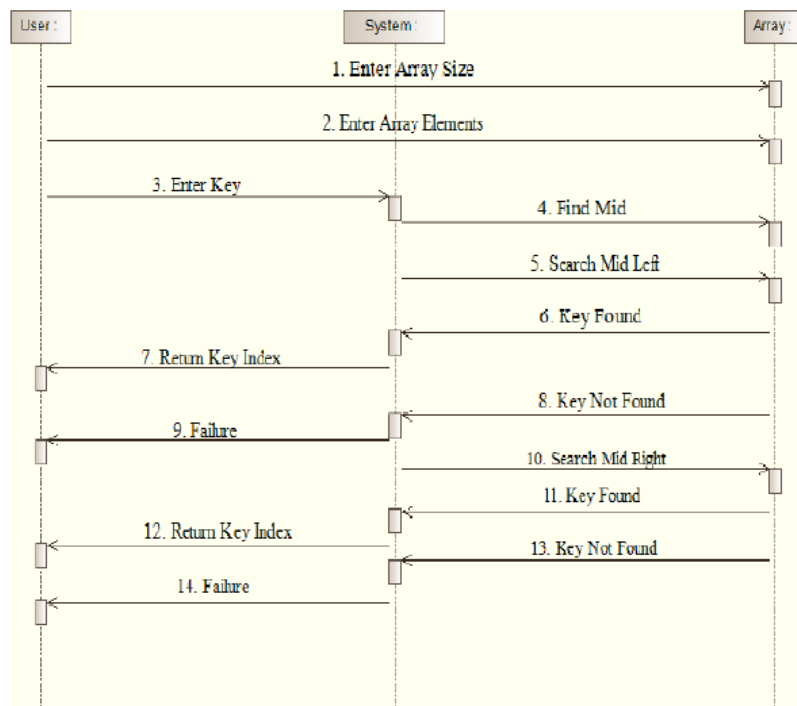 User :
System :
Array :
1. Enter Array Size
2. Enter Array Elements
3. Enter Key
4. Find Mid
5. Search Mid Left
6. Key Found
7. Return Key Index
8. Key Not Found
9. Failure
10. Search Mid Right
11. Key Found
12. Return Key Index
13. Key Not Found
14. Failure